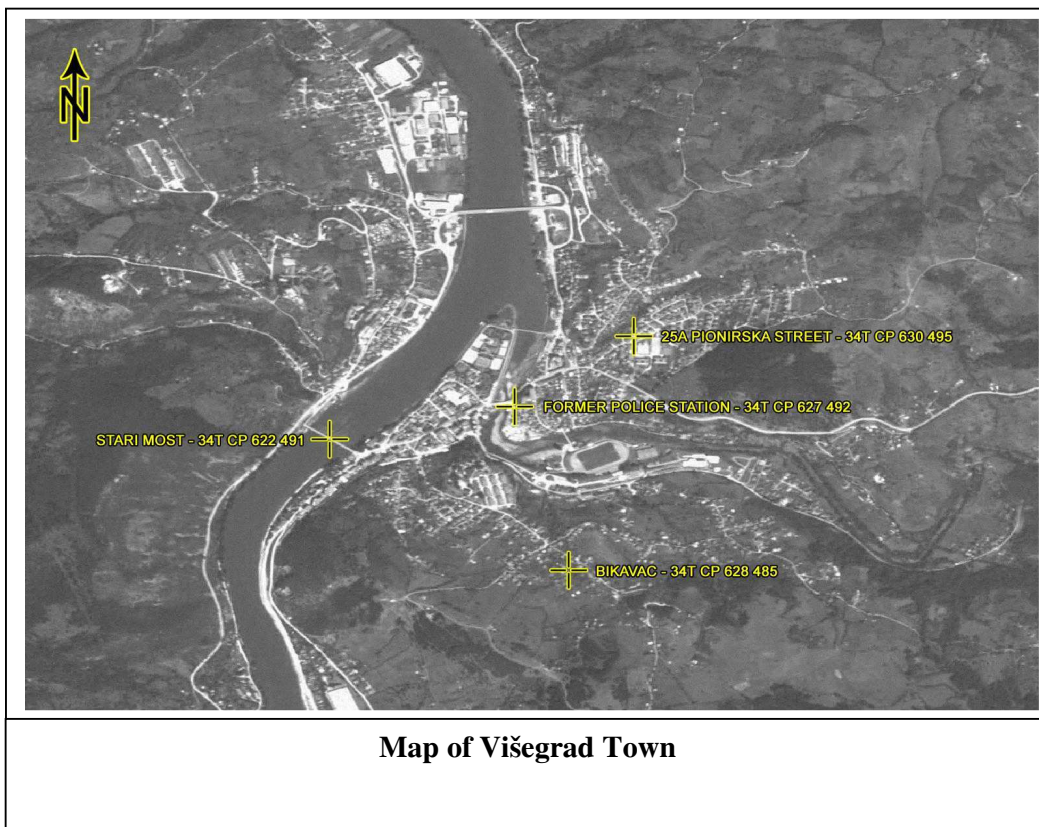 N
25A PIONIRSKA STREET - 34T CP 630 495
FORMER POLICE STATION - 34T CP 627 492
STARI MOST - 34T CP 622 491
BIKAVAC - 34T CP 628 485
Map of Višegrad Town